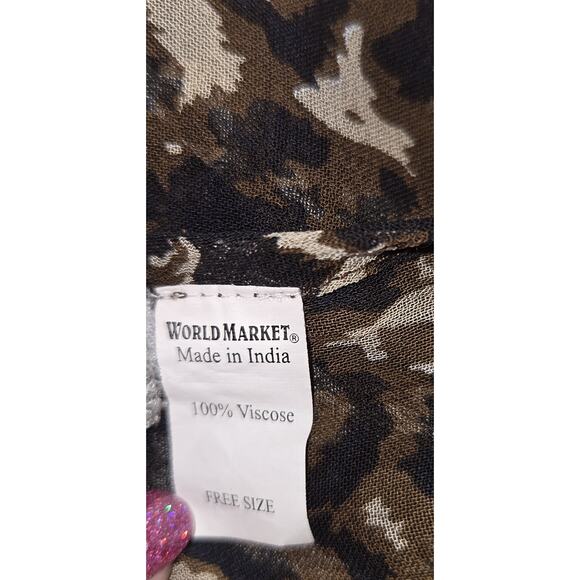 WORLD MARKET®
Made in India
100% Viscose
FREE SIZE